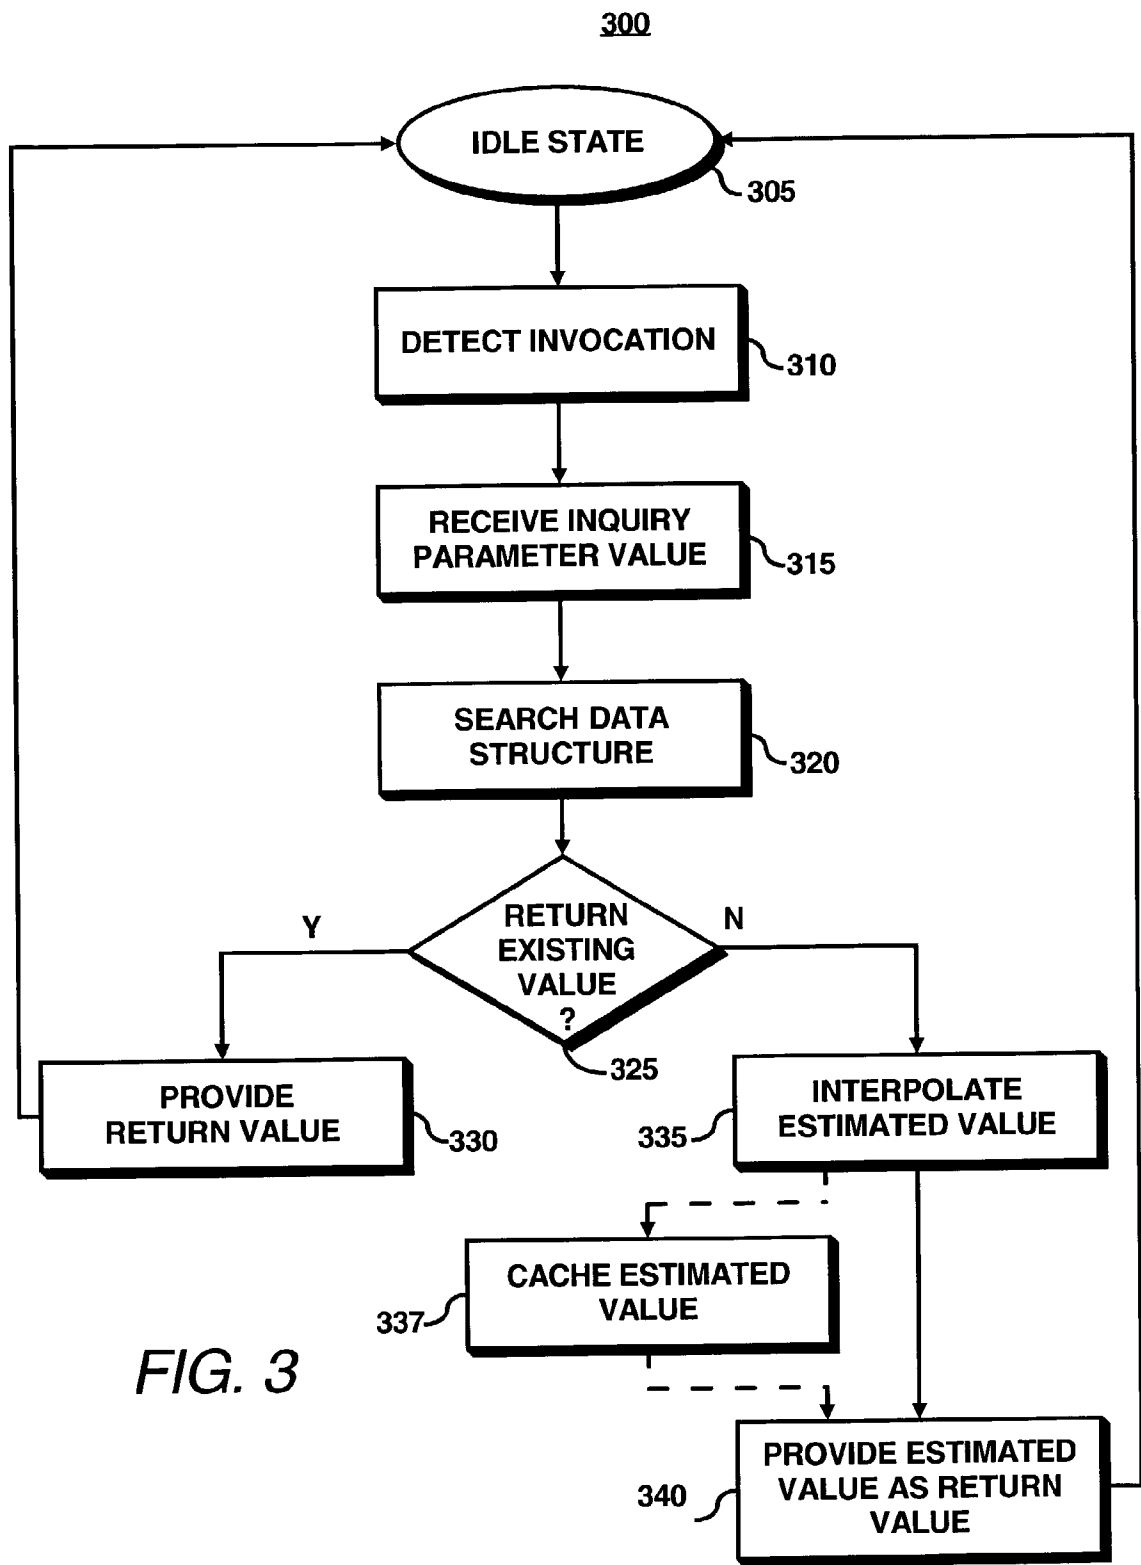 300
IDLE STATE
305
DETECT INVOCATION
310
RECEIVE INQUIRY
PARAMETER VALUE
315
SEARCH DATA
STRUCTURE
320
Y
RETURN
EXISTING
VALUE
?
N
325
PROVIDE
RETURN VALUE
330
INTERPOLATE
ESTIMATED VALUE
335
CACHE ESTIMATED
VALUE
337
FIG. 3
PROVIDE ESTIMATED
VALUE AS RETURN
VALUE
340